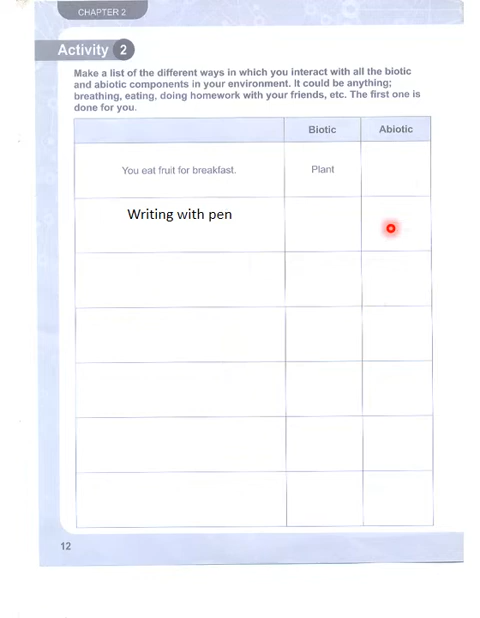 CHAPTER 2
Activity 2
Make a list of the different ways in which you interact with all the biotic
and abiotic components in your environment. It could be anything;
breathing, eating, doing homework with your friends, etc. The first one is
done for you.
Biotic Abiotic
You eat fruit for breakfast. Plant
Writing with pen
12